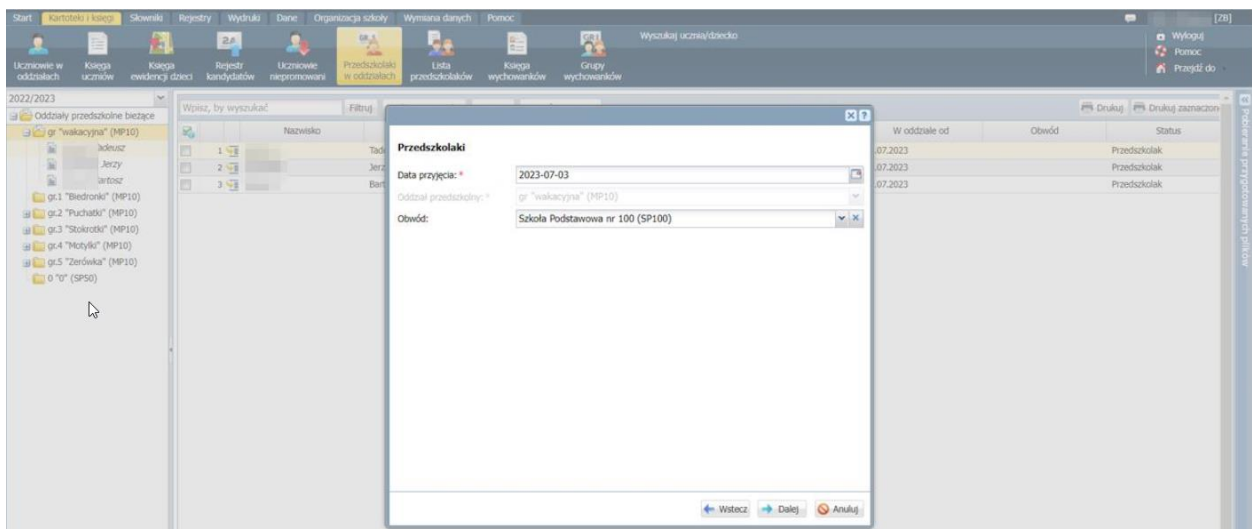 Start Kartoteki i księgi Słowniki Rejestry Wydruki Dane Organizacja szkoły Wymiana danych Pomoc [ZB]
Uczniowie w oddziałach
Księga uczniów
Księga ewidencji dzieci
Rejestr kandydatów
Uczniowie niepromowani
Przedszkolaki w oddziałach
Lista przedszkolaków
Księga wychowanków
Grupy wychowanków
Wyszukaj ucznia/dziecko
Wyloguj
Pomoc
Przejdź do
2022/2023
Oddziały przedszkolne bieżące
gr "wakacyjna" (MP10)
adeusz
Jerzy
artosz
gr.1 "Biedronki" (MP10)
gr.2 "Puchatki" (MP10)
gr.3 "Stokrotki" (MP10)
gr.4 "Motylki" (MP10)
gr.5 "Zerówka" (MP10)
0 "0" (SP50)
Wpisz, by wyszukać Filtruj Drukuj Drukuj zaznaczon
Nazwisko W oddziale od Obwód Status
1 Tade .07.2023 Przedszkolak
2 Jerz .07.2023 Przedszkolak
3 Bart .07.2023 Przedszkolak
Przedszkolaki
Data przyjęcia: * 2023-07-03
Oddział przedszkolny: * gr "wakacyjna" (MP10)
Obwód: Szkoła Podstawowa nr 100 (SP100)
Wstecz Dalej Anuluj
Pobieranie przygotowanych plików